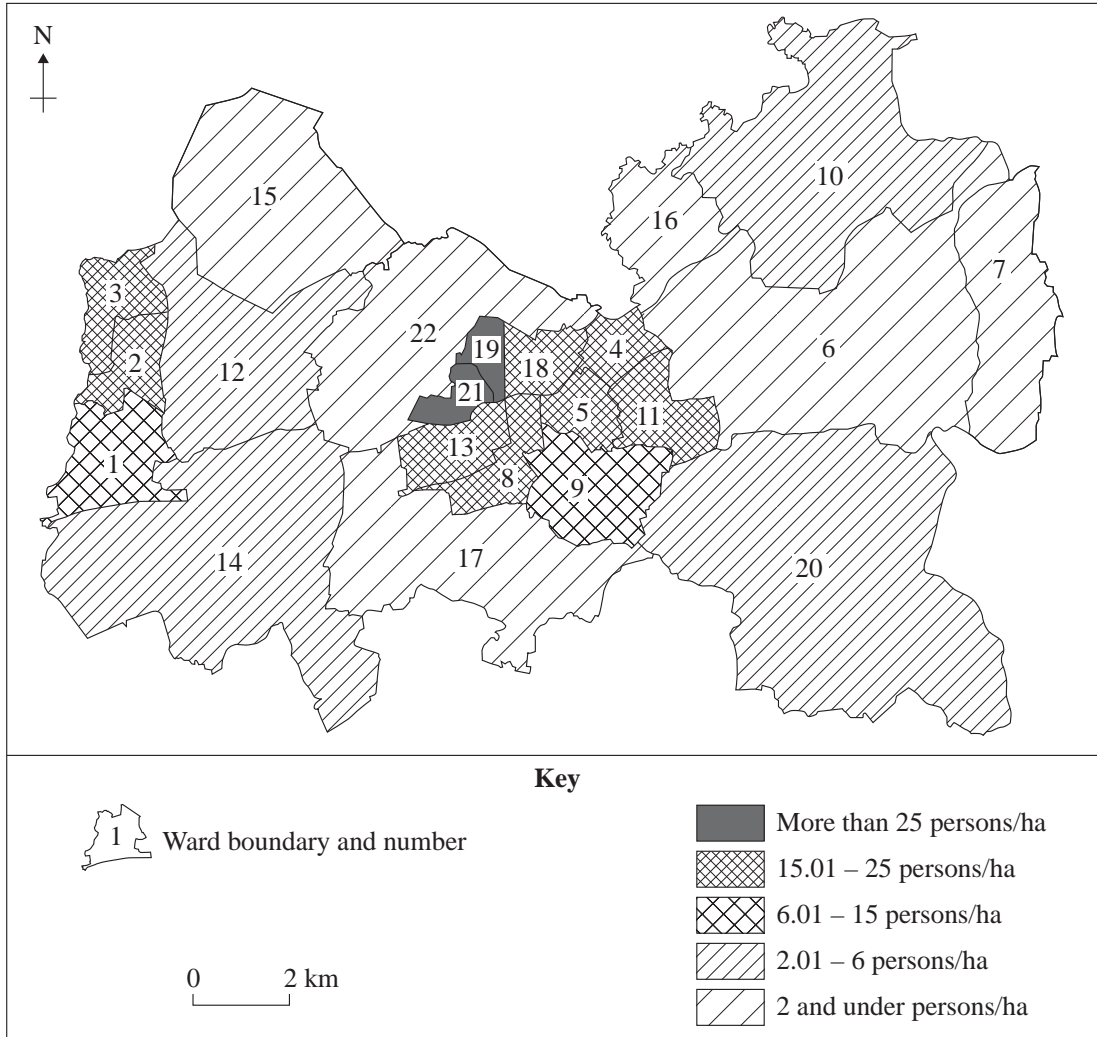 N
15
10
16
3
7
22
19
4
6
18
2
12
21
5
11
13
1
8
9
17
14
20
Key
1
Ward boundary and number
0 2 km
More than 25 persons/ha
15.01 – 25 persons/ha
6.01 – 15 persons/ha
2.01 – 6 persons/ha
2 and under persons/ha